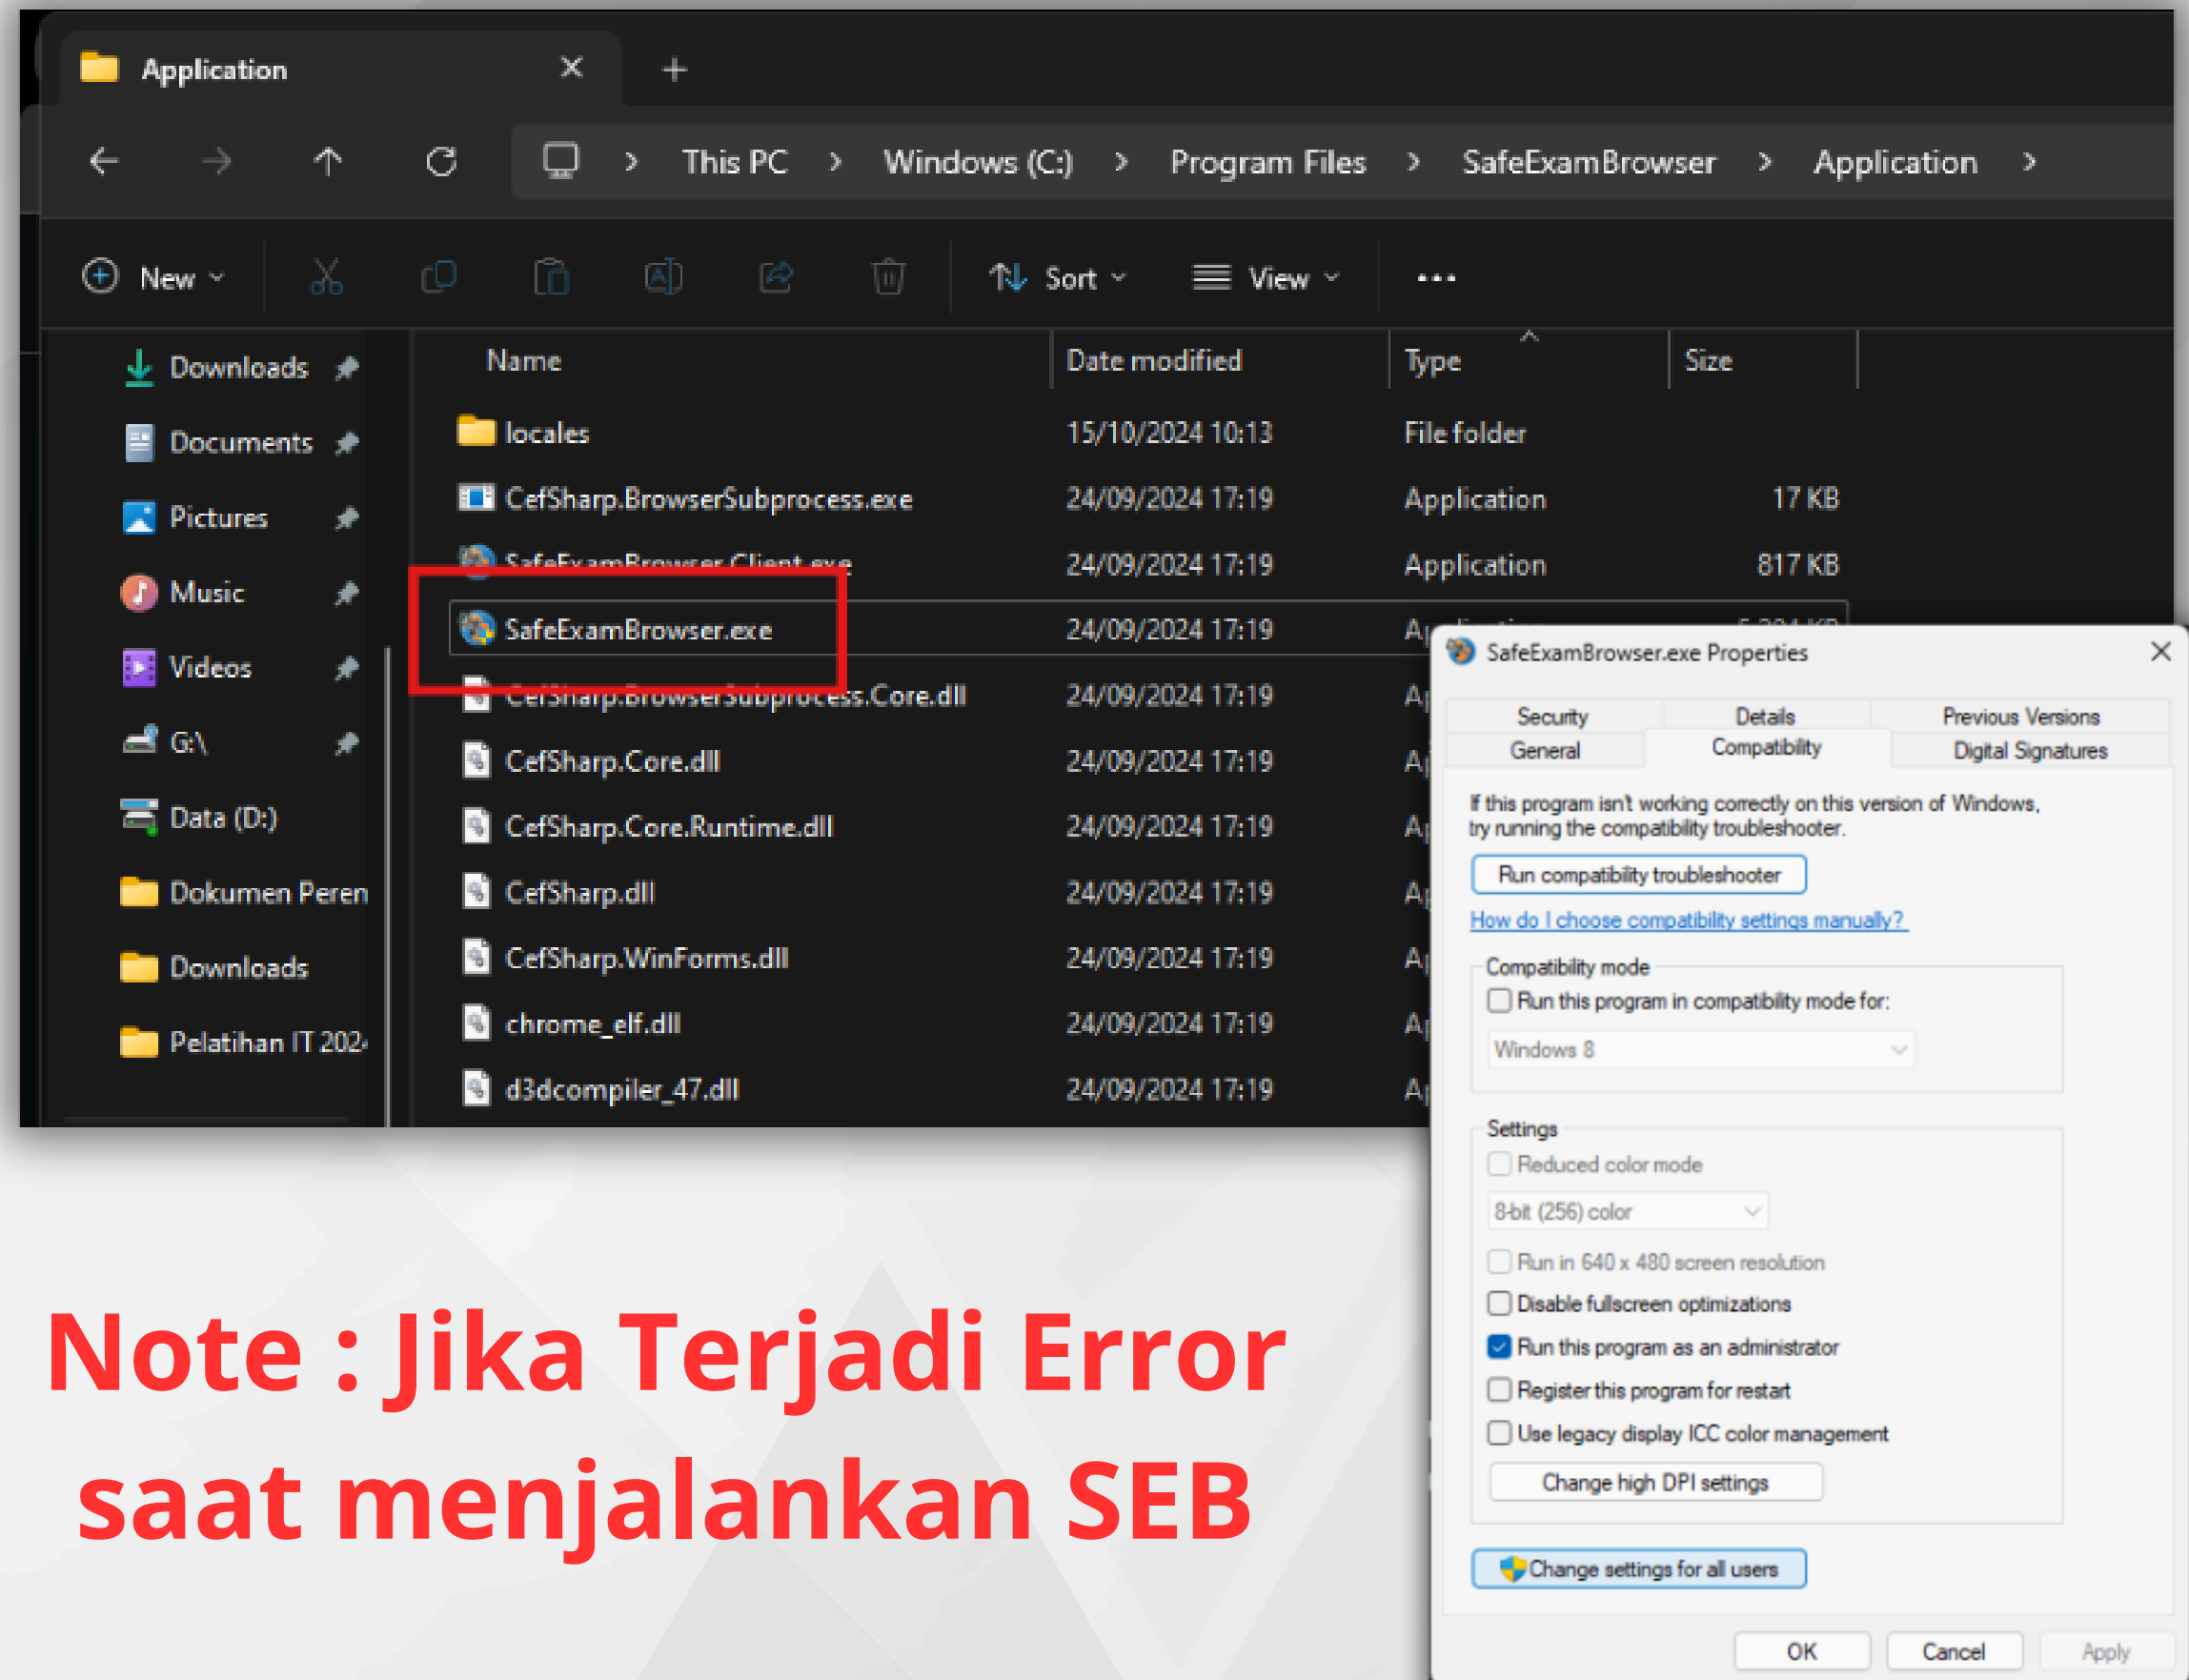 Application
This PC > Windows (C:) > Program Files > SafeExamBrowser > Application >
New Sort View ...
Downloads
Documents
Pictures
Music
Videos
G:\
Data (D:)
Dokumen Peren
Downloads
Pelatihan IT 202
Name Date modified Type Size
locales 15/10/2024 10:13 File folder
CefSharp.BrowserSubprocess.exe 24/09/2024 17:19 Application 17 KB
SafeExamBrowser.Client.exe 24/09/2024 17:19 Application 817 KB
SafeExamBrowser.exe 24/09/2024 17:19
CefSharp.BrowserSubprocess.Core.dll 24/09/2024 17:19
CefSharp.Core.dll 24/09/2024 17:19
CefSharp.Core.Runtime.dll 24/09/2024 17:19
CefSharp.dll 24/09/2024 17:19
CefSharp.WinForms.dll 24/09/2024 17:19
chrome_elf.dll 24/09/2024 17:19
d3dcompiler_47.dll 24/09/2024 17:19
SafeExamBrowser.exe Properties
Security Details Previous Versions
General Compatibility Digital Signatures
If this program isn't working correctly on this version of Windows,
try running the compatibility troubleshooter.
Run compatibility troubleshooter
How do I choose compatibility settings manually?
Compatibility mode
Run this program in compatibility mode for:
Windows 8
Settings
Reduced color mode
8-bit (256) color
Run in 640 x 480 screen resolution
Disable fullscreen optimizations
Run this program as an administrator
Register this program for restart
Use legacy display ICC color management
Change high DPI settings
Change settings for all users
OK Cancel Apply
Note : Jika Terjadi Error
saat menjalankan SEB